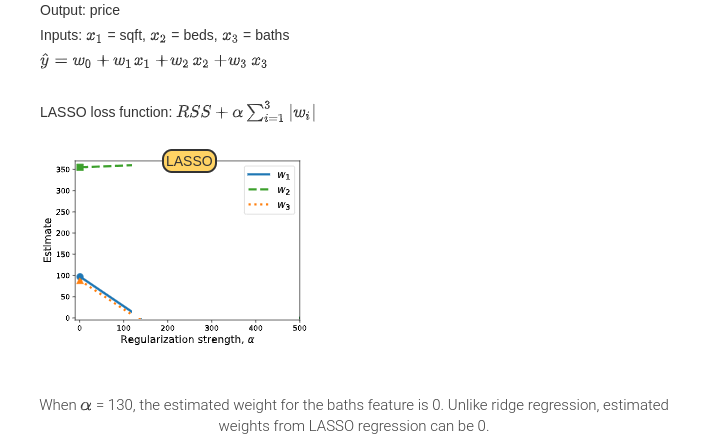 Output: price
Inputs: x₁ = sqft, x₂ = beds, x₃ = baths
ŷ = w₀ + w₁ x₁ + w₂ x₂ + w₃ x₃
LASSO loss function: RSS + α ∑³ᵢ₌₁ |wᵢ|
LASSO
w₁
w₂
w₃
Estimate
350
300
250
200
150
100
50
0
0 100 200 300 400 500
Regularization strength, α
When α = 130, the estimated weight for the baths feature is 0. Unlike ridge regression, estimated
weights from LASSO regression can be 0.